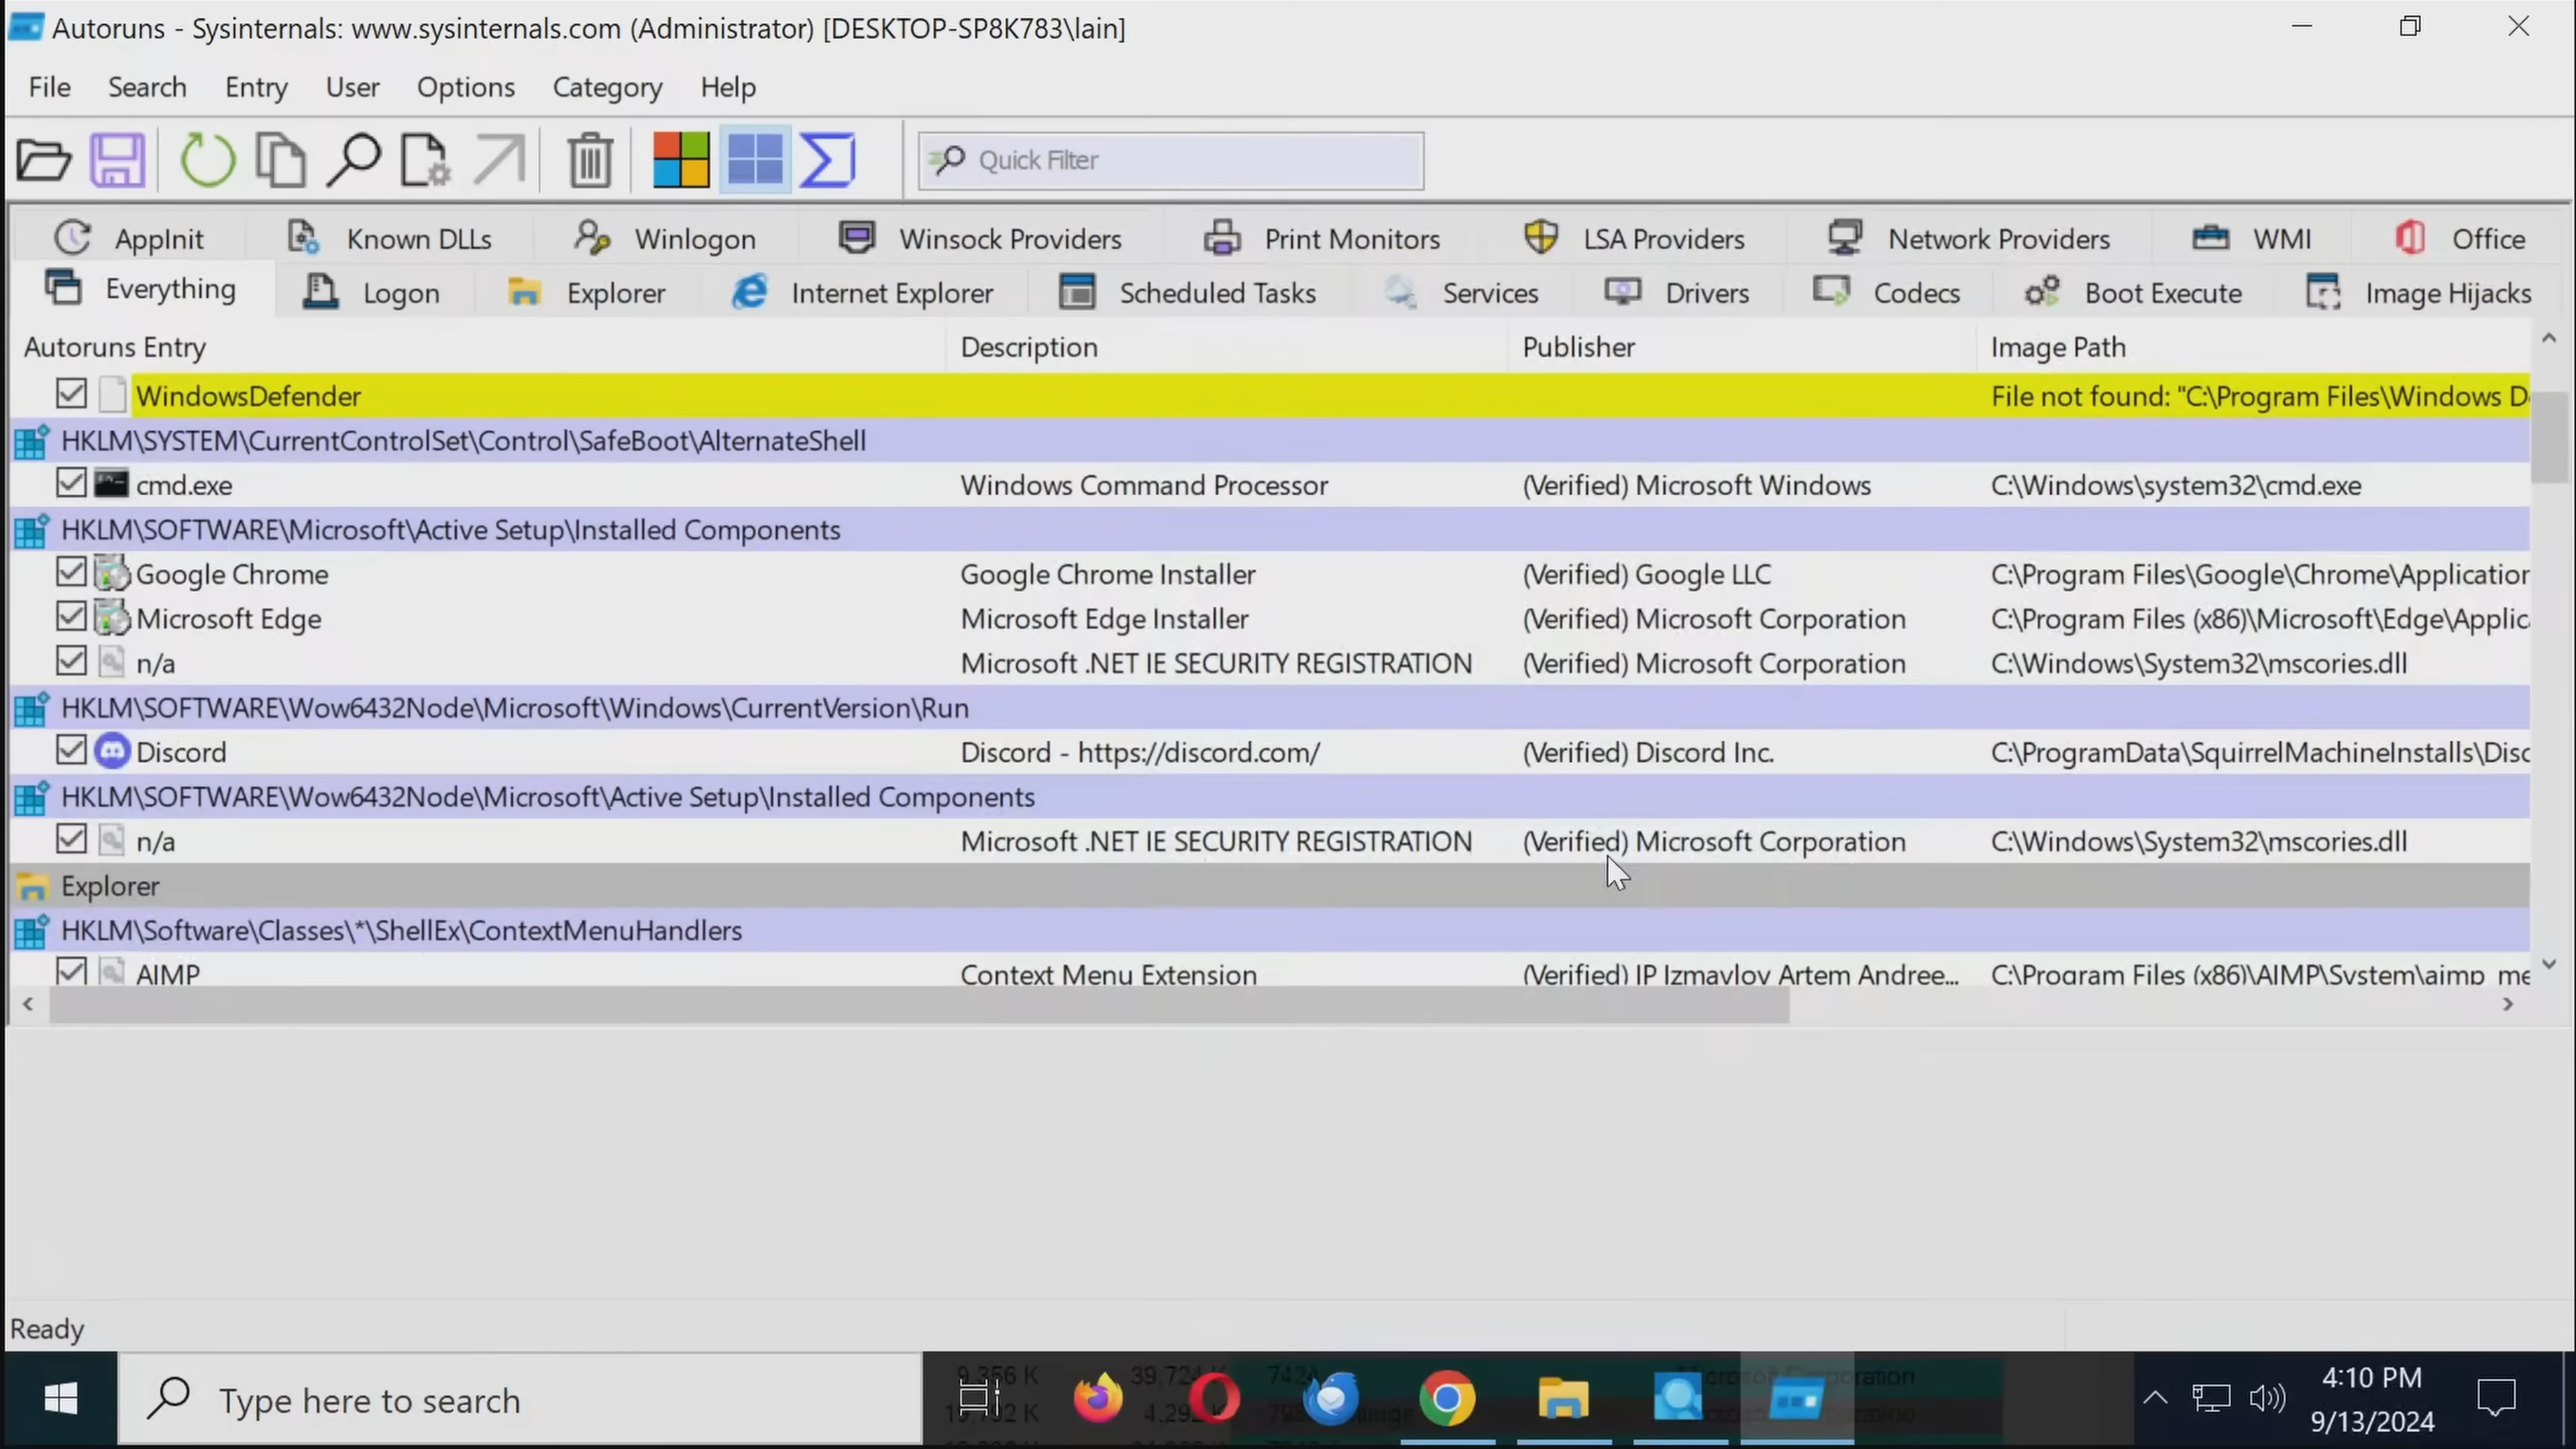 Autoruns - Sysinternals: www.sysinternals.com (Administrator) [DESKTOP-SP8K783\lain]
File Search Entry User Options Category Help
Quick Filter
AppInit Known DLLs Winlogon Winsock Providers Print Monitors LSA Providers Network Providers WMI Office
Everything Logon Explorer Internet Explorer Scheduled Tasks Services Drivers Codecs Boot Execute Image Hijacks
Autoruns Entry Description Publisher Image Path
WindowsDefender File not found: "C:\Program Files\Windows D
HKLM\SYSTEM\CurrentControlSet\Control\SafeBoot\AlternateShell
cmd.exe Windows Command Processor (Verified) Microsoft Windows C:\Windows\system32\cmd.exe
HKLM\SOFTWARE\Microsoft\Active Setup\Installed Components
Google Chrome Google Chrome Installer (Verified) Google LLC C:\Program Files\Google\Chrome\Application
Microsoft Edge Microsoft Edge Installer (Verified) Microsoft Corporation C:\Program Files (x86)\Microsoft\Edge\Applic
n/a Microsoft .NET IE SECURITY REGISTRATION (Verified) Microsoft Corporation C:\Windows\System32\mscories.dll
HKLM\SOFTWARE\Wow6432Node\Microsoft\Windows\CurrentVersion\Run
Discord Discord - https://discord.com/ (Verified) Discord Inc. C:\ProgramData\SquirrelMachineInstalls\Disc
HKLM\SOFTWARE\Wow6432Node\Microsoft\Active Setup\Installed Components
n/a Microsoft .NET IE SECURITY REGISTRATION (Verified) Microsoft Corporation C:\Windows\System32\mscories.dll
Explorer
HKLM\Software\Classes\*\ShellEx\ContextMenuHandlers
AIMP Context Menu Extension (Verified) IP Izmaylov Artem Andree... C:\Program Files (x86)\AIMP\System\aimp_me
Ready
Type here to search
4:10 PM
9/13/2024